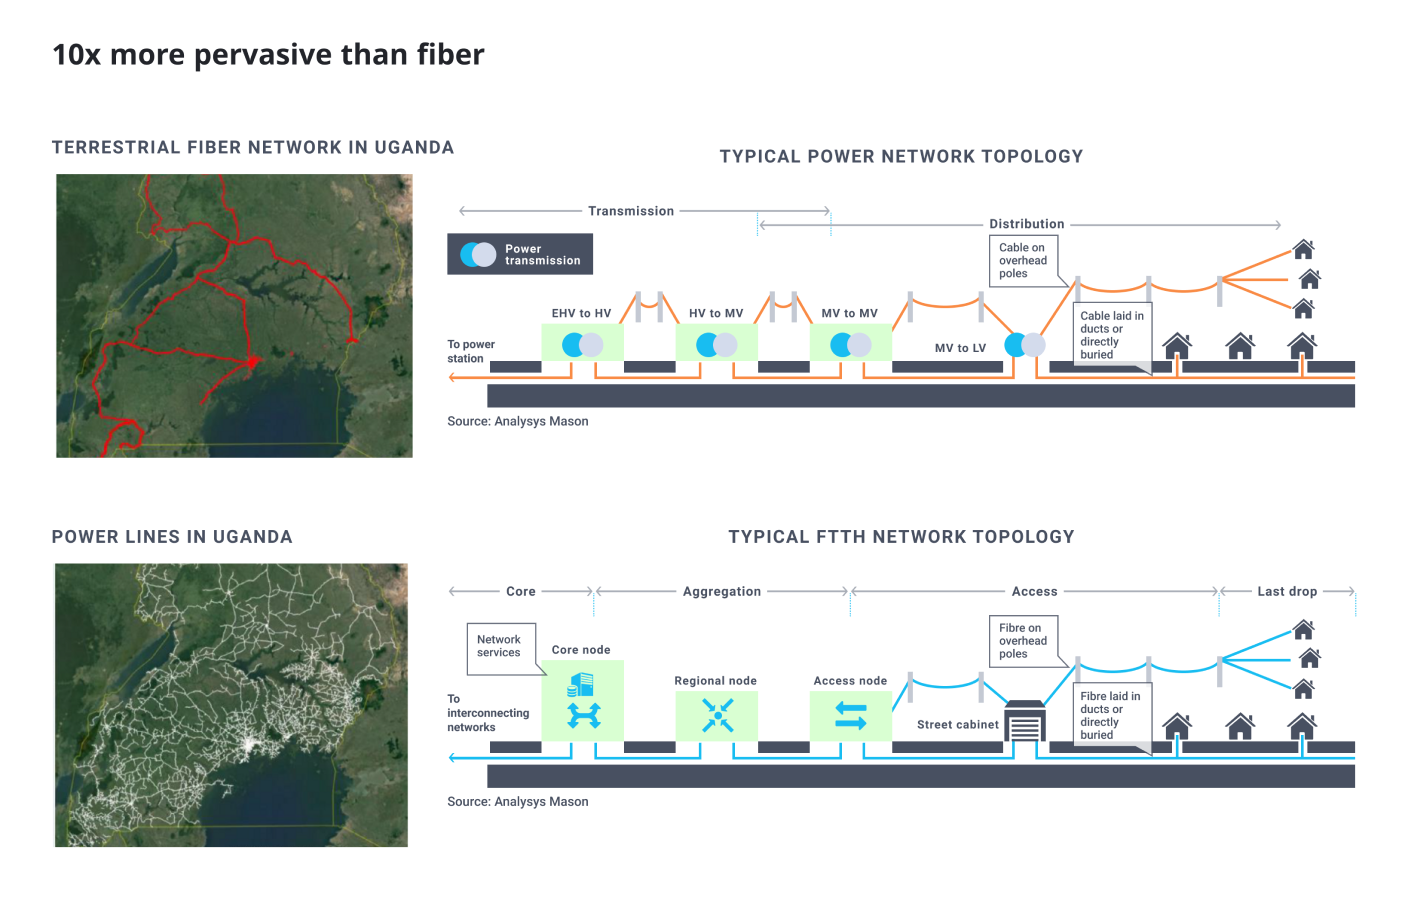 10x more pervasive than fiber
TERRESTRIAL FIBER NETWORK IN UGANDA
TYPICAL POWER NETWORK TOPOLOGY
Transmission
Distribution
Power
transmission
Cable on
overhead
poles
EHV to HV
HV to MV
MV to MV
Cable laid in
ducts or
directly
buried
To power
station
MV to LV
Source: Analysys Mason
POWER LINES IN UGANDA
TYPICAL FTTH NETWORK TOPOLOGY
Core
Aggregation
Access
Last drop
Network
services
Fibre on
overhead
poles
Core node
Regional node
Access node
To
interconnecting
networks
Fibre laid in
ducts or
directly
buried
Street cabinet
Source: Analysys Mason